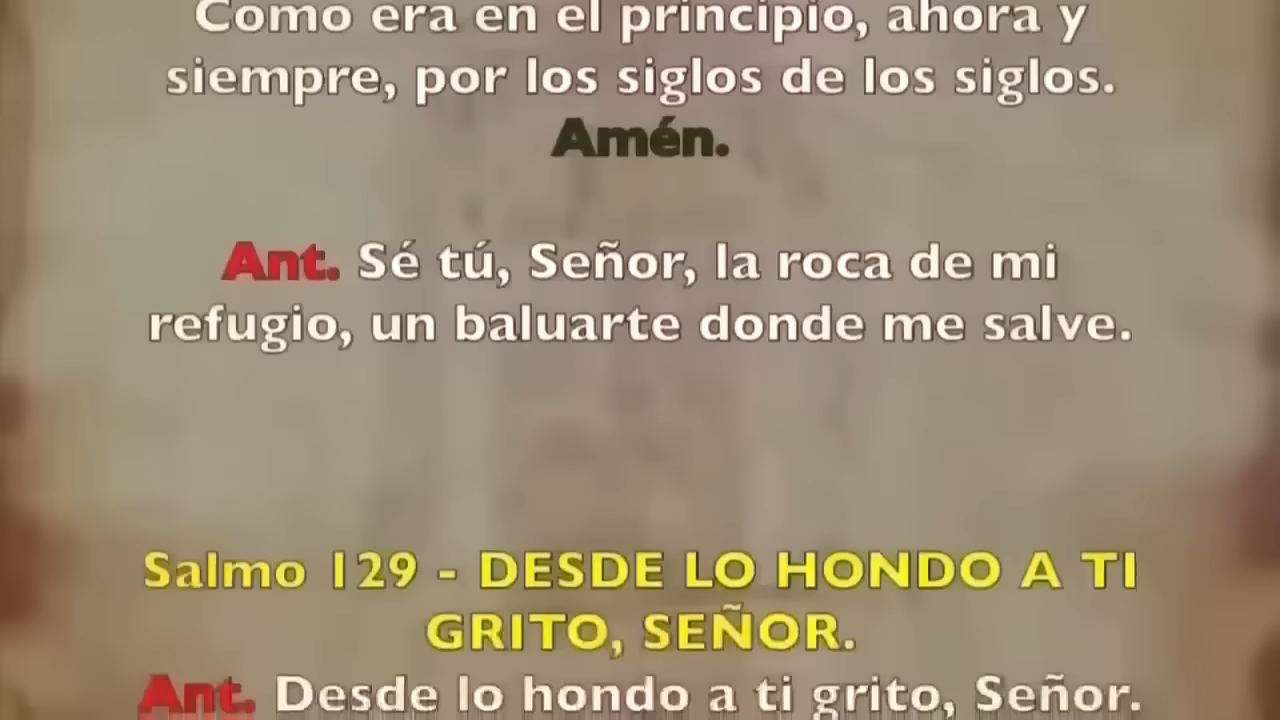 Como era en el principio, ahora y
siempre, por los siglos de los siglos.
Amén.
Ant. Sé tú, Señor, la roca de mi
refugio, un baluarte donde me salve.
Salmo 129 - DESDE LO HONDO A TI
GRITO, SEÑOR.
Ant. Desde lo hondo a ti grito, Señor.